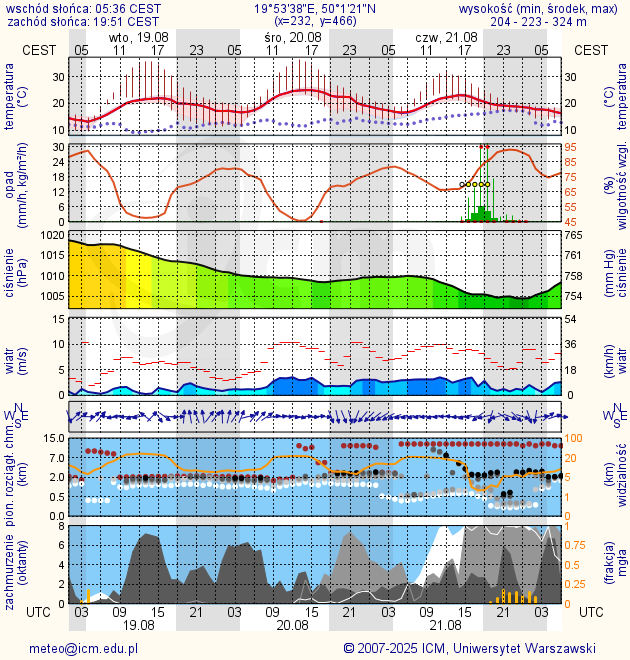 wschód słońca: 05:36 CEST
19°53'38"E, 50°1'21"N
wysokość (min, środek, max)
zachód słońca: 19:51 CEST
(x=232, y=466)
204 - 223 - 324 m
wto, 19.08
śro, 20.08
czw, 21.08
CEST 05 11 17 23 05 11 17 23 05 11 17 23 05 CEST
temperatura
(°C)
30
20
10
30
20
10
(°C)
temperatura
opad
(mm/h, kg/m²/h)
30
24
18
12
6
0
95
85
75
65
55
45
(%)
wilgotność wzgl.
ciśnienie
(hPa)
1020
1015
1010
1005
765
761
758
754
(mm Hg)
ciśnienie
wiatr
(m/s)
15
10
5
0
54
36
18
0
(km/h)
wiatr
N
W E
S
N
W E
S
pion. rozciągł. chm.
(km)
15.0
7.0
2.0
0.5
0.0
100
20
5
1
0
(km)
widzialność
zachmurzenie
(oktanty)
8
6
4
2
0
1
0.75
0.5
0.25
0
(frakcja)
mgła
UTC 03 09 15 21 03 09 15 21 03 09 15 21 03 UTC
19.08
20.08
21.08
meteo@icm.edu.pl
© 2007-2025 ICM, Uniwersytet Warszawski